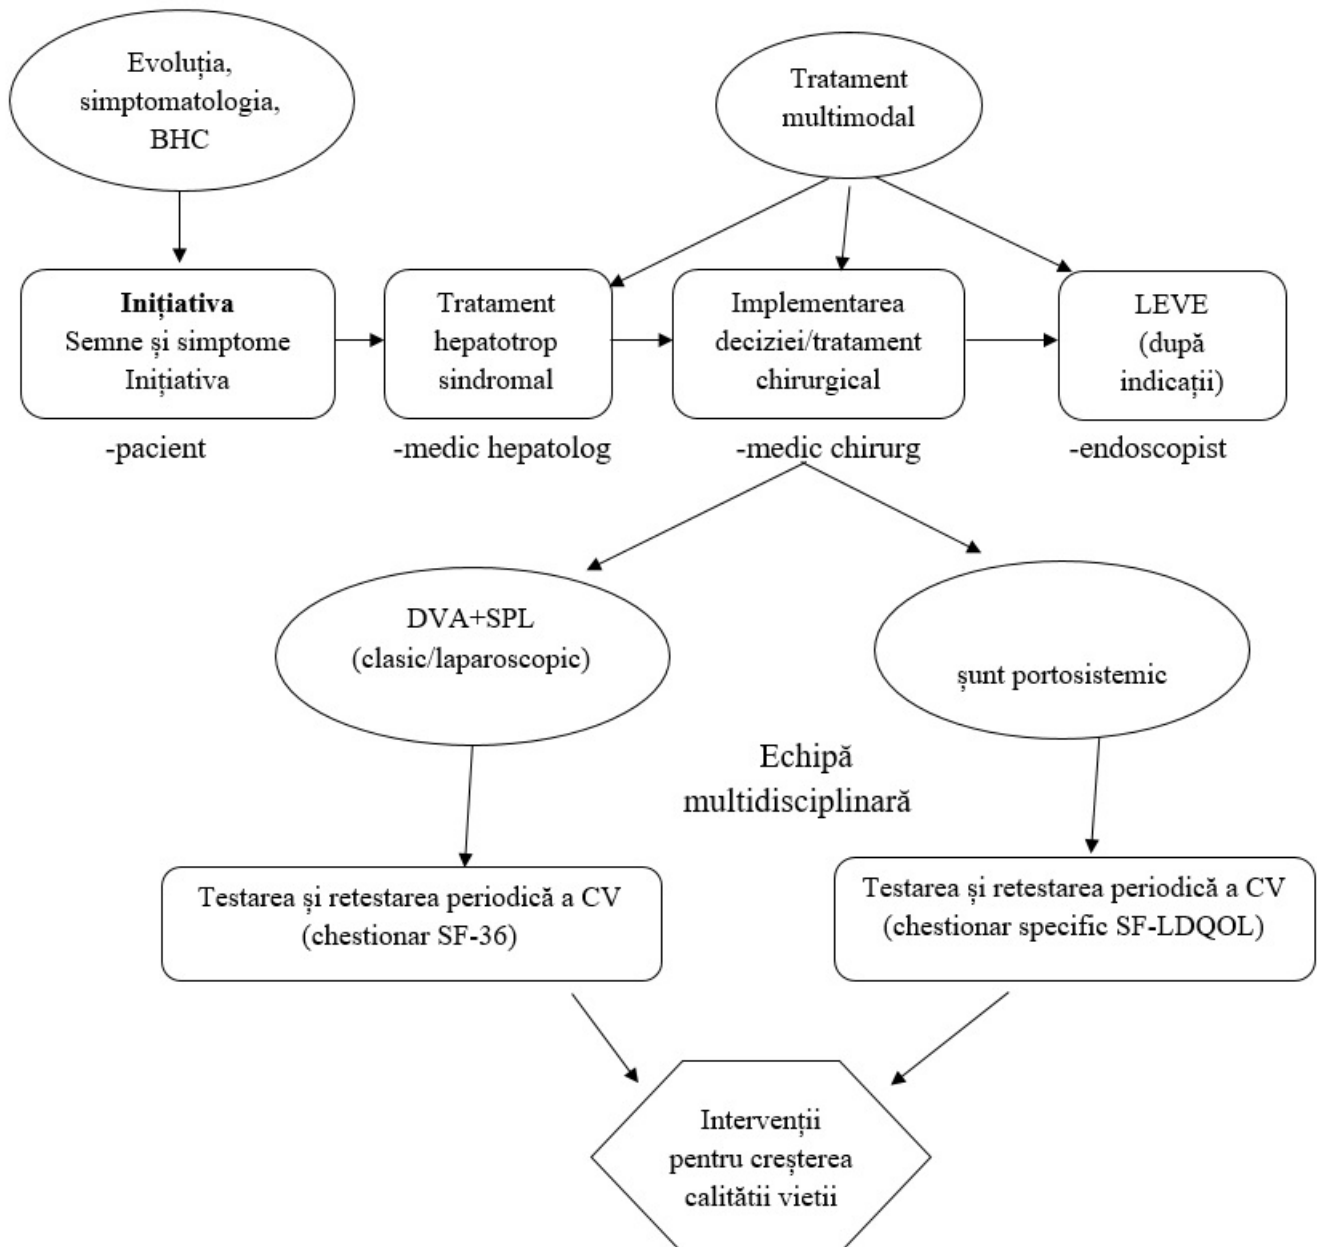 Evoluția,
simptomatologia,
BHC
Tratament
multimodal
Inițiativa
Semne și simptome
Inițiativa
Tratament
hepatotrop
sindromal
Implementarea
deciziei/tratament
chirurgical
LEVE
(după
indicații)
-pacient
-medic hepatolog
-medic chirurg
-endoscopist
DVA+SPL
(clasic/laparoscopic)
șunt portosistemic
Echipă
multidisciplinară
Testarea și retestarea periodică a CV
(chestionar SF-36)
Testarea și retestarea periodică a CV
(chestionar specific SF-LDQOL)
Intervenții
pentru creșterea
calitătii vietii